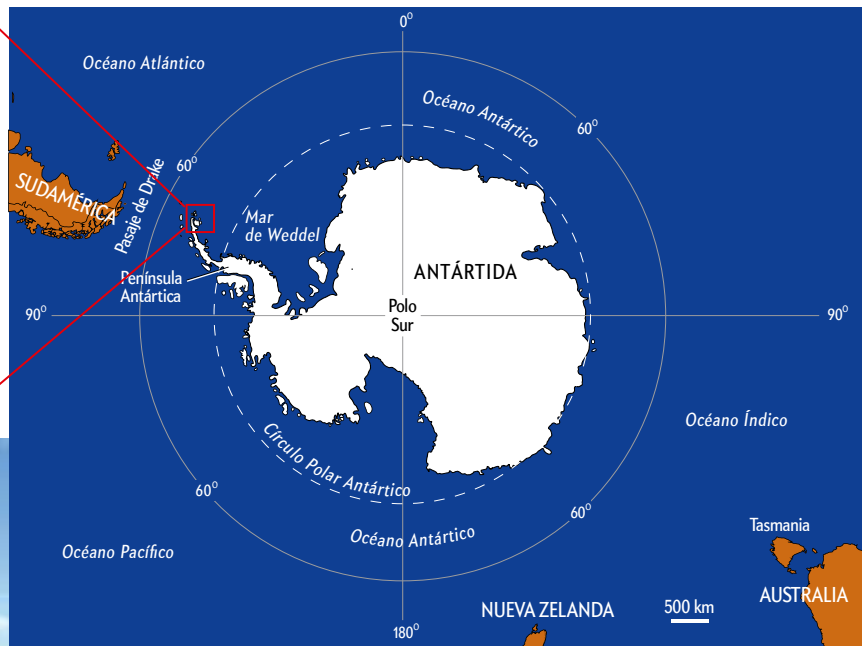 0°
Océano Atlántico
Océano Antártico
60°
60°
Pasaje de Drake
SUDAMÉRICA
Mar
de Weddel
Península
Antártica
ANTÁRTIDA
Polo
Sur
90°
90°
Océano Índico
Círculo Polar Antártico
60°
60°
Océano Antártico
Océano Pacífico
Tasmania
AUSTRALIA
500 km
NUEVA ZELANDA
180°